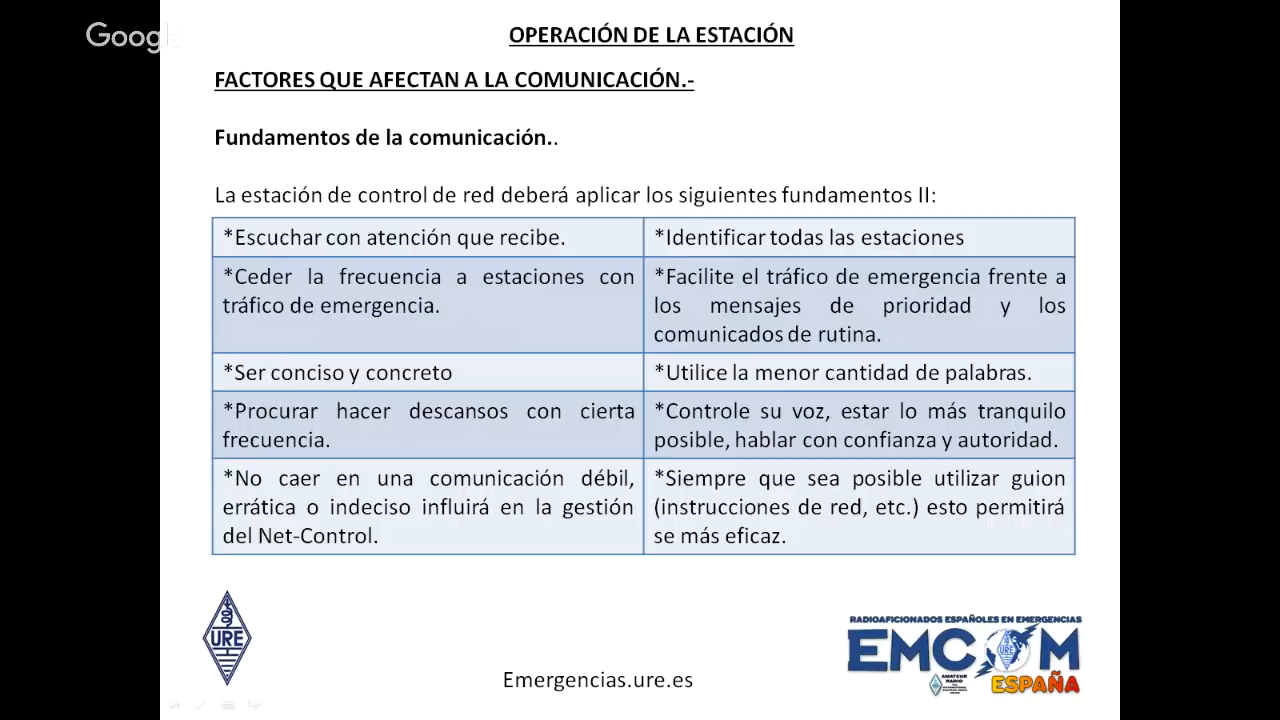 Google
OPERACIÓN DE LA ESTACIÓN
FACTORES QUE AFECTAN A LA COMUNICACIÓN.-
Fundamentos de la comunicación..
La estación de control de red deberá aplicar los siguientes fundamentos II:
*Escuchar con atención que recibe.
*Identificar todas las estaciones
*Ceder la frecuencia a estaciones con
tráfico de emergencia.
*Facilite el tráfico de emergencia frente a
los mensajes de prioridad y los
comunicados de rutina.
*Ser conciso y concreto
*Utilice la menor cantidad de palabras.
*Procurar hacer descansos con cierta
frecuencia.
*Controle su voz, estar lo más tranquilo
posible, hablar con confianza y autoridad.
*No caer en una comunicación débil,
errática o indeciso influirá en la gestión
del Net-Control.
*Siempre que sea posible utilizar guion
(instrucciones de red, etc.) esto permitirá
se más eficaz.
URE
Emergencias.ure.es
RADIOAFICIONADOS ESPAÑOLES EN EMERGENCIAS
EMCOM
URE
AMATEUR
RADIO
ESPAÑA